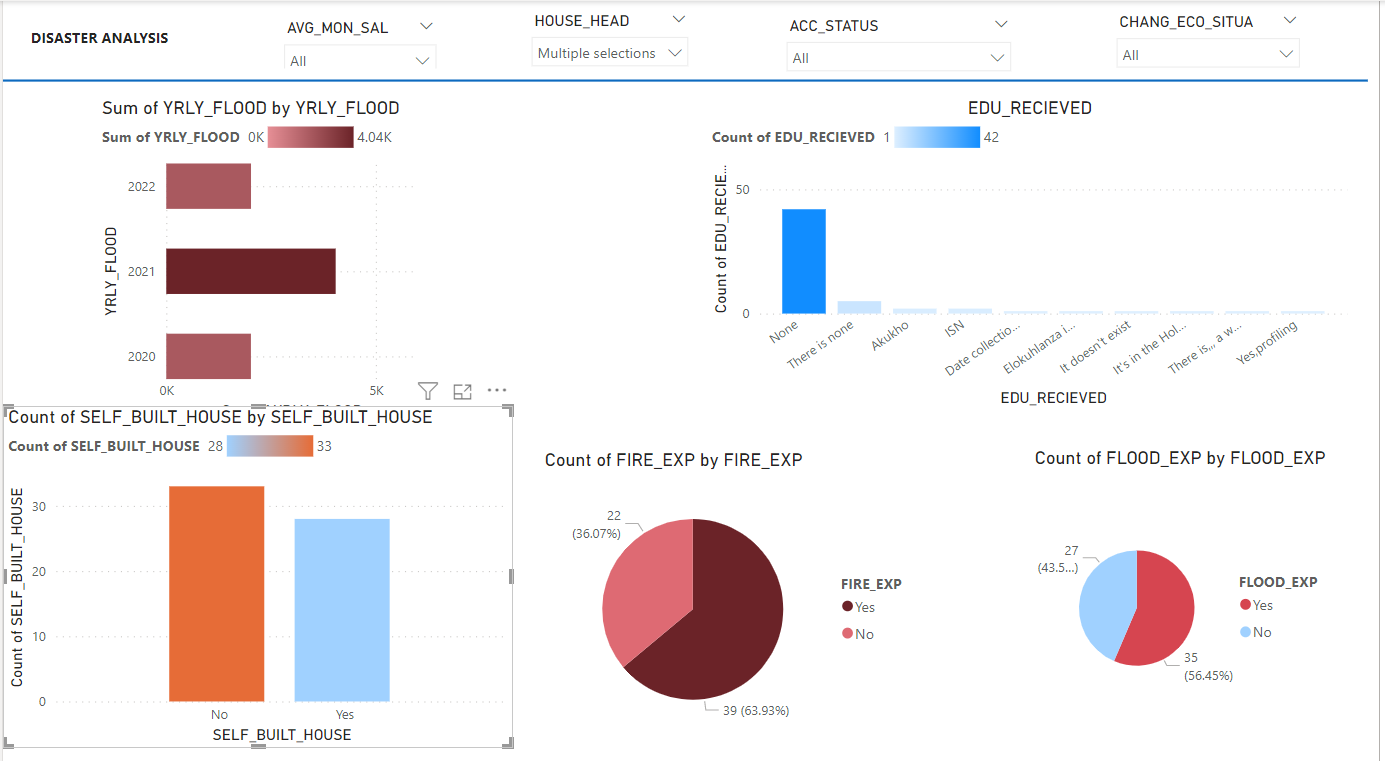 DISASTER ANALYSIS
AVG_MON_SAL
All
HOUSE_HEAD
Multiple selections
ACC_STATUS
All
CHANG_ECO_SITUA
All
Sum of YRLY_FLOOD by YRLY_FLOOD
Sum of YRLY_FLOOD 0K 4.04K
YRLY_FLOOD
2022
2021
2020
0K 5K
EDU_RECIEVED
Count of EDU_RECIEVED 1 42
Count of EDU_RECIE...
50
0
None
There is none
Akukho
ISN
Date collectio...
Elokuhlanza i...
It doesn't exist
It's in the Hol...
There is,,, a w...
Yes,profiling
EDU_RECIEVED
Count of SELF_BUILT_HOUSE by SELF_BUILT_HOUSE
Count of SELF_BUILT_HOUSE 28 33
Count of SELF_BUILT_HOUSE
30
20
10
0
No Yes
SELF_BUILT_HOUSE
Count of FIRE_EXP by FIRE_EXP
22
(36.07%)
39 (63.93%)
FIRE_EXP
Yes
No
Count of FLOOD_EXP by FLOOD_EXP
27
(43.5...)
35
(56.45%)
FLOOD_EXP
Yes
No